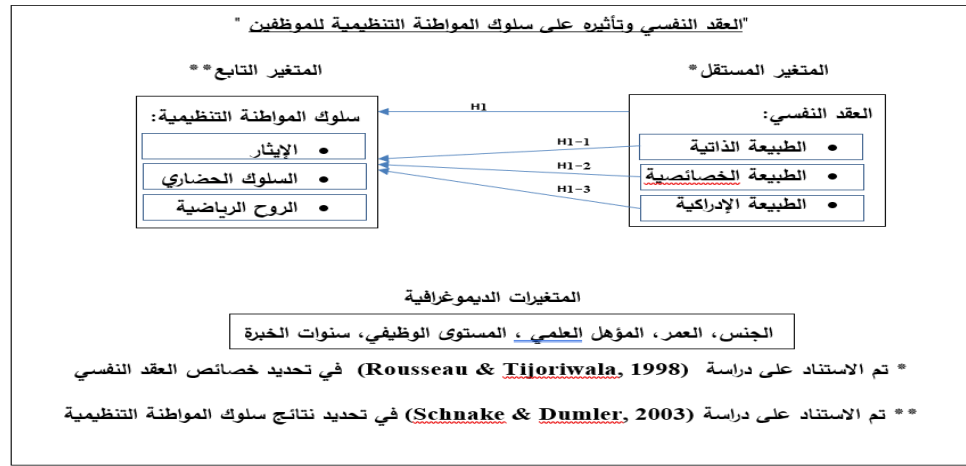 "العقد النفسي وتأثيره على سلوك المواطنة التنظيمية للموظفين "
المتغير المستقل*
المتغير التابع**
العقد النفسي:
• الطبيعة الذاتية
• الطبيعة الخصائصية
• الطبيعة الإدراكية
H1
H1-1
H1-2
H1-3
سلوك المواطنة التنظيمية:
• الإيثار
• السلوك الحضاري
• الروح الرياضية
المتغيرات الديموغرافية
الجنس، العمر، المؤهل العلمي ، المستوى الوظيفي، سنوات الخبرة
* تم الاستناد على دراسة (Rousseau & Tijoriwala, 1998) في تحديد خصائص العقد النفسي
** تم الاستناد على دراسة (Schnake & Dumler, 2003) في تحديد نتائج سلوك المواطنة التنظيمية